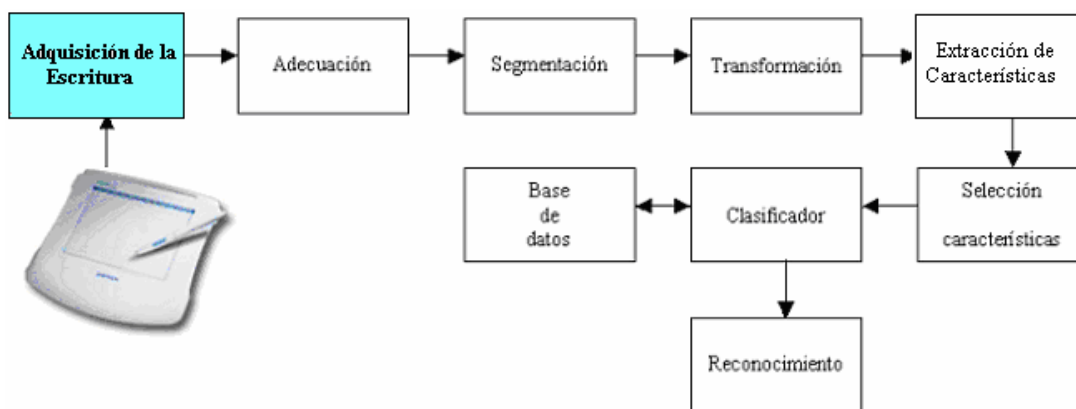 Adquisición de la
Escritura
Adecuación
Segmentación
Transformación
Extracción de
Características
Base
de
datos
Clasificador
Selección
características
Reconocimiento